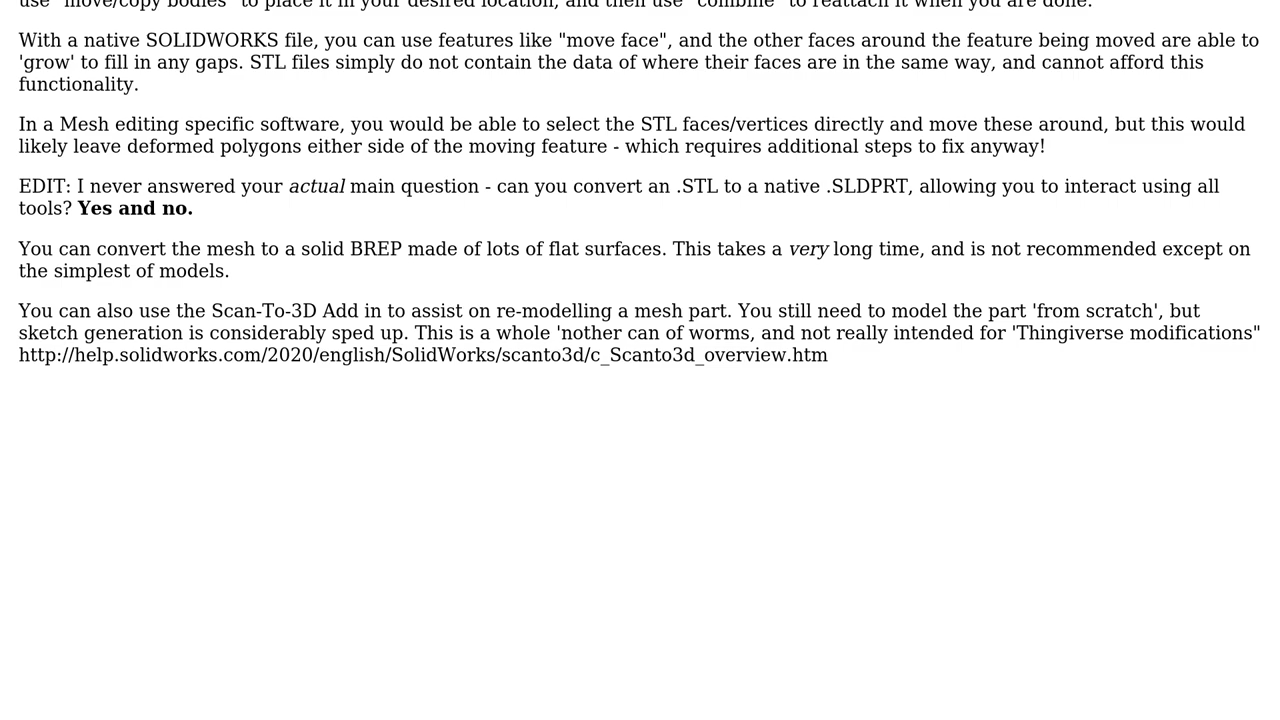 use "move/copy bodies" to place it in your desired location, and then use "combine" to reattach it when you are done.
With a native SOLIDWORKS file, you can use features like "move face", and the other faces around the feature being moved are able to
'grow' to fill in any gaps. STL files simply do not contain the data of where their faces are in the same way, and cannot afford this
functionality.
In a Mesh editing specific software, you would be able to select the STL faces/vertices directly and move these around, but this would
likely leave deformed polygons either side of the moving feature - which requires additional steps to fix anyway!
EDIT: I never answered your actual main question - can you convert an .STL to a native .SLDPRT, allowing you to interact using all
tools? Yes and no.
You can convert the mesh to a solid BREP made of lots of flat surfaces. This takes a very long time, and is not recommended except on
the simplest of models.
You can also use the Scan-To-3D Add in to assist on re-modelling a mesh part. You still need to model the part 'from scratch', but
sketch generation is considerably sped up. This is a whole 'nother can of worms, and not really intended for 'Thingiverse modifications"
http://help.solidworks.com/2020/english/SolidWorks/scanto3d/c_Scanto3d_overview.htm